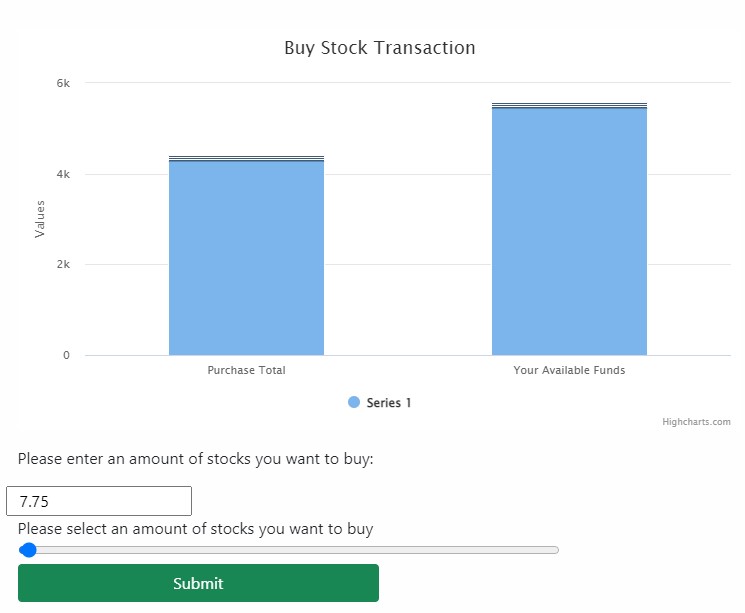 Buy Stock Transaction
6k
4k
2k
0
Values
Purchase Total
Your Available Funds
Series 1
Highcharts.com
Please enter an amount of stocks you want to buy:
7.75
Please select an amount of stocks you want to buy
Submit